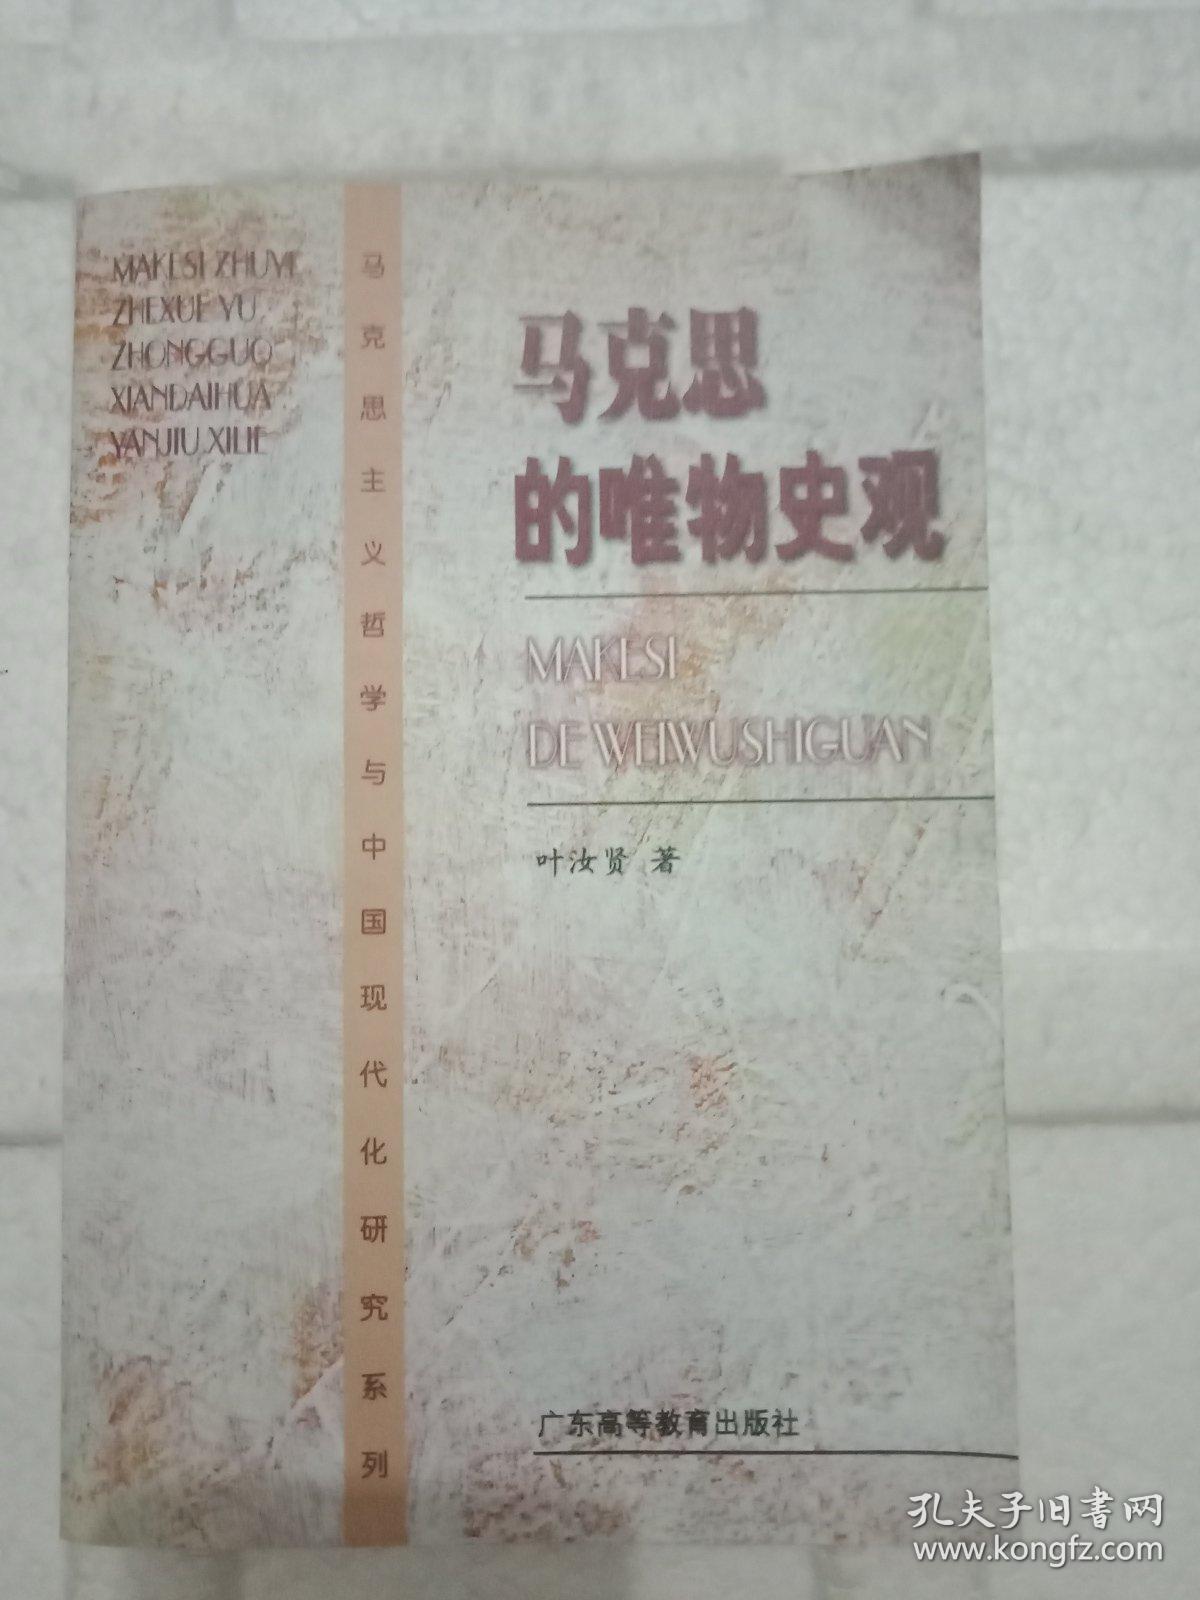 MAKESI ZHUYI
ZHEXUE YU
ZHONGGUO
XIANDAIHUA
YANJIU XILIE
马克思主义哲学与中国现代化研究系列
马克思
的唯物史观
MAKESI
DE WEIWUSHIGUAN
叶汝贤 著
广东高等教育出版社
孔夫子旧书网
www.kongfz.com